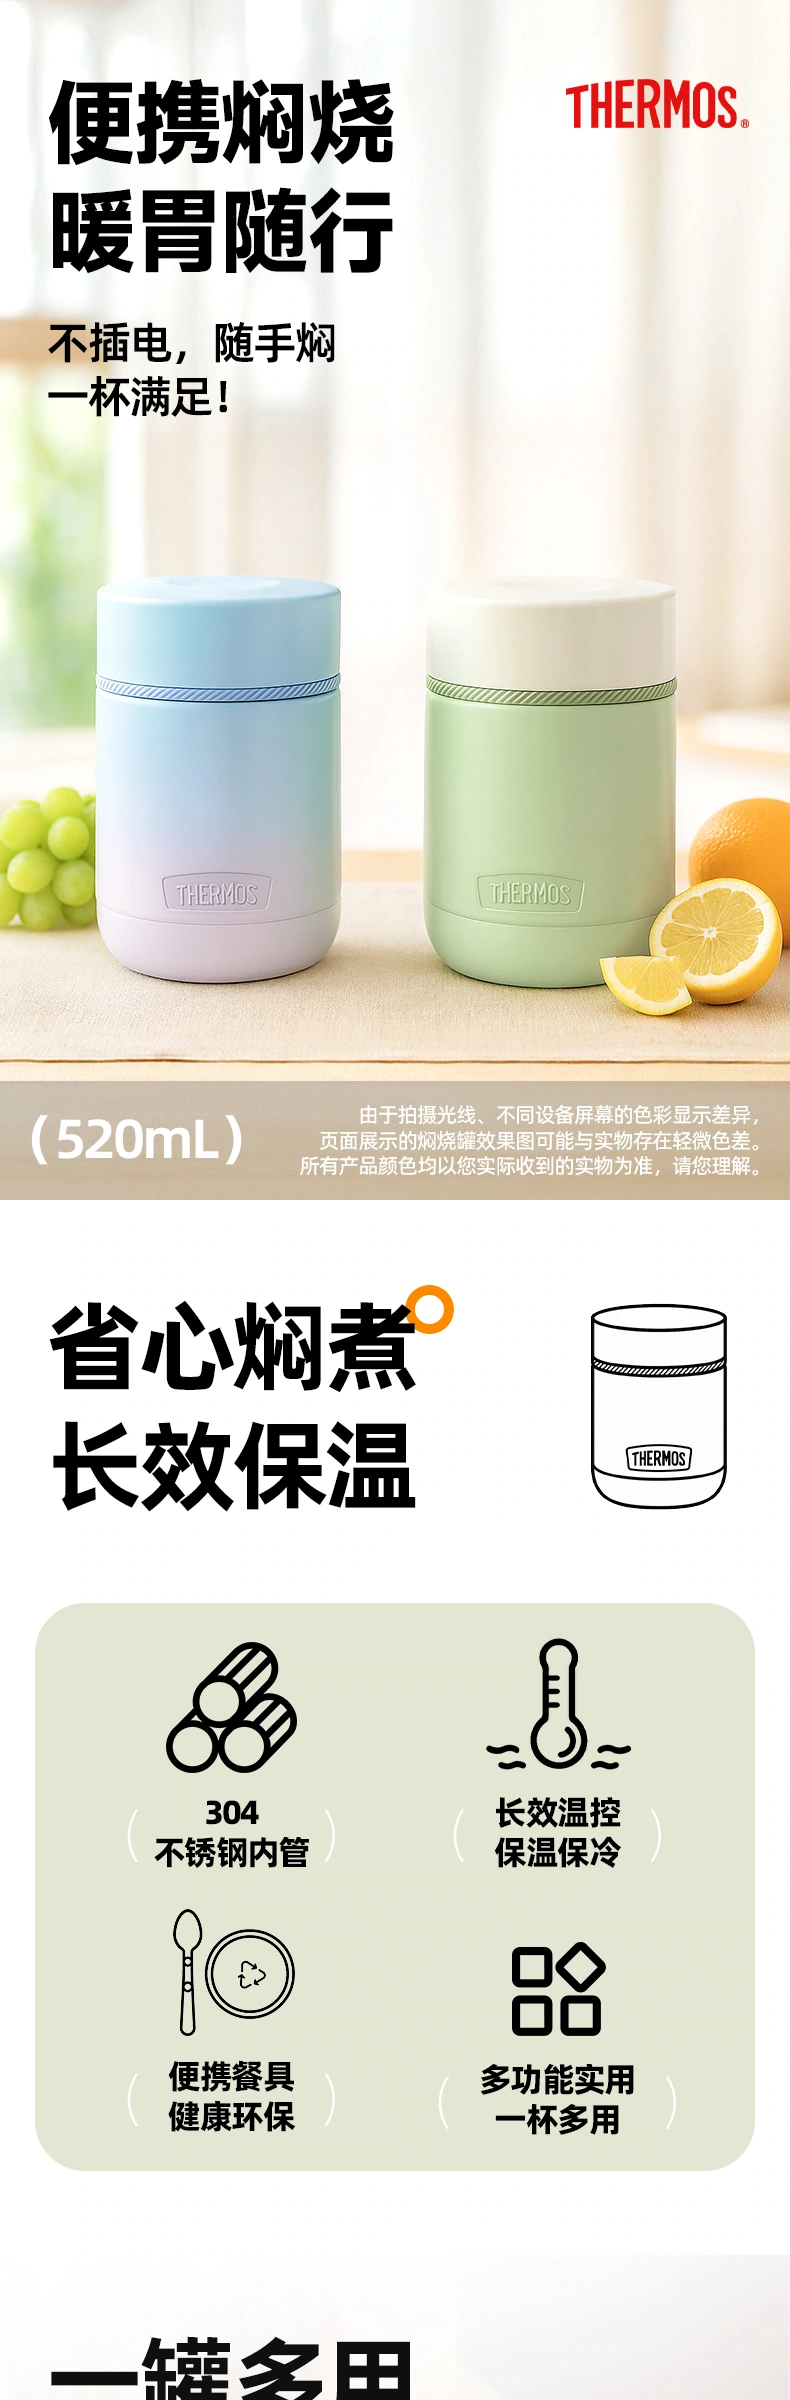 便携焖烧
THERMOS®
暖胃随行
不插电，随手焖
一杯满足！
THERMOS
THERMOS
（520mL）
由于拍摄光线、不同设备屏幕的色彩显示差异，
页面展示的焖烧罐效果图可能与实物存在轻微色差。
所有产品颜色均以您实际收到的实物为准，请您理解。
省心焖煮
长效保温
THERMOS
304
不锈钢内管
长效温控
保温保冷
便携餐具
健康环保
多功能实用
一杯多用
一罐多用